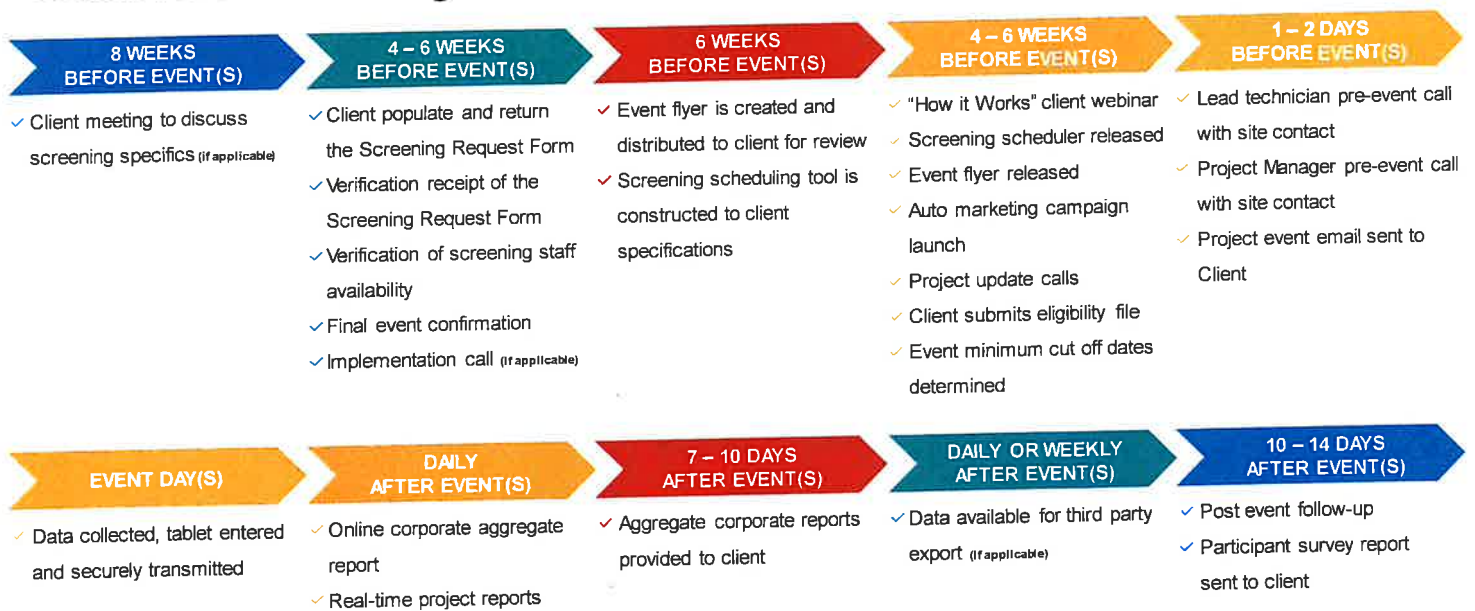 8 WEEKS
BEFORE EVENT(S)
✓ Client meeting to discuss
screening specifics (if applicable)
4 – 6 WEEKS
BEFORE EVENT(S)
✓ Client populate and return
the Screening Request Form
✓ Verification receipt of the
Screening Request Form
✓ Verification of screening staff
availability
✓ Final event confirmation
✓ Implementation call (if applicable)
6 WEEKS
BEFORE EVENT(S)
✓ Event flyer is created and
distributed to client for review
✓ Screening scheduling tool is
constructed to client
specifications
4 – 6 WEEKS
BEFORE EVENT(S)
✓ "How it Works" client webinar
✓ Screening scheduler released
✓ Event flyer released
✓ Auto marketing campaign
launch
✓ Project update calls
✓ Client submits eligibility file
✓ Event minimum cut off dates
determined
1 – 2 DAYS
BEFORE EVENT(S)
✓ Lead technician pre-event call
with site contact
✓ Project Manager pre-event call
with site contact
✓ Project event email sent to
Client
EVENT DAY(S)
✓ Data collected, tablet entered
and securely transmitted
DAILY
AFTER EVENT(S)
✓ Online corporate aggregate
report
✓ Real-time project reports
7 – 10 DAYS
AFTER EVENT(S)
✓ Aggregate corporate reports
provided to client
DAILY OR WEEKLY
AFTER EVENT(S)
✓ Data available for third party
export (if applicable)
10 – 14 DAYS
AFTER EVENT(S)
✓ Post event follow-up
✓ Participant survey report
sent to client